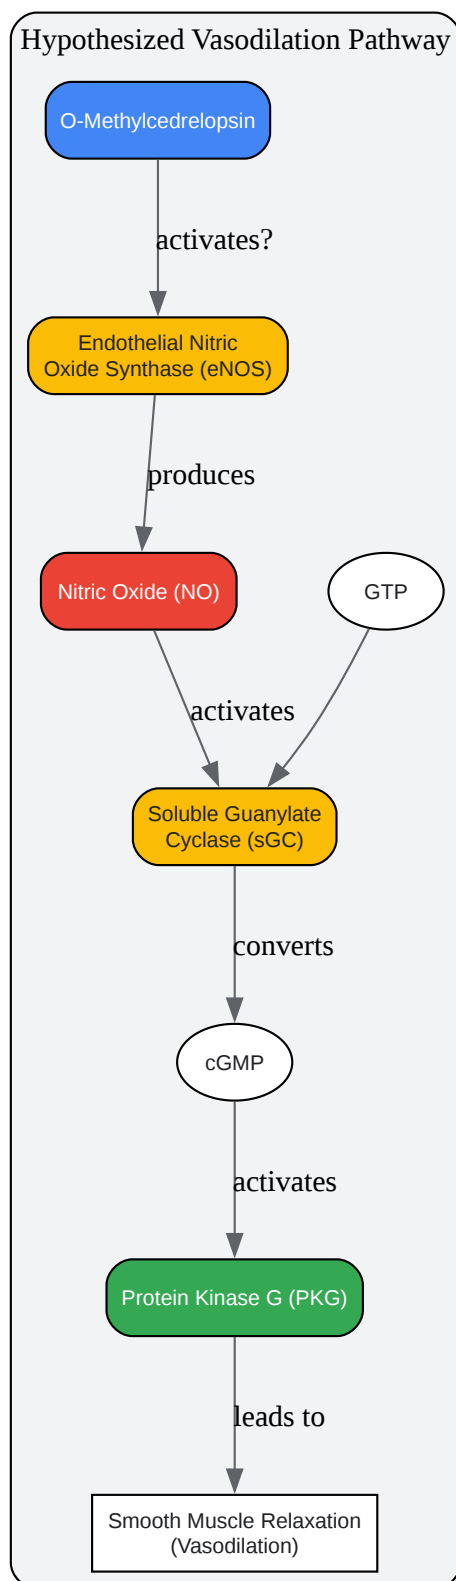 Hypothesized Vasodilation Pathway
O-Methylcedrelopsin
activates?
Endothelial Nitric
Oxide Synthase (eNOS)
produces
Nitric Oxide (NO)
GTP
activates
Soluble Guanylate
Cyclase (sGC)
converts
cGMP
activates
Protein Kinase G (PKG)
leads to
Smooth Muscle Relaxation
(Vasodilation)